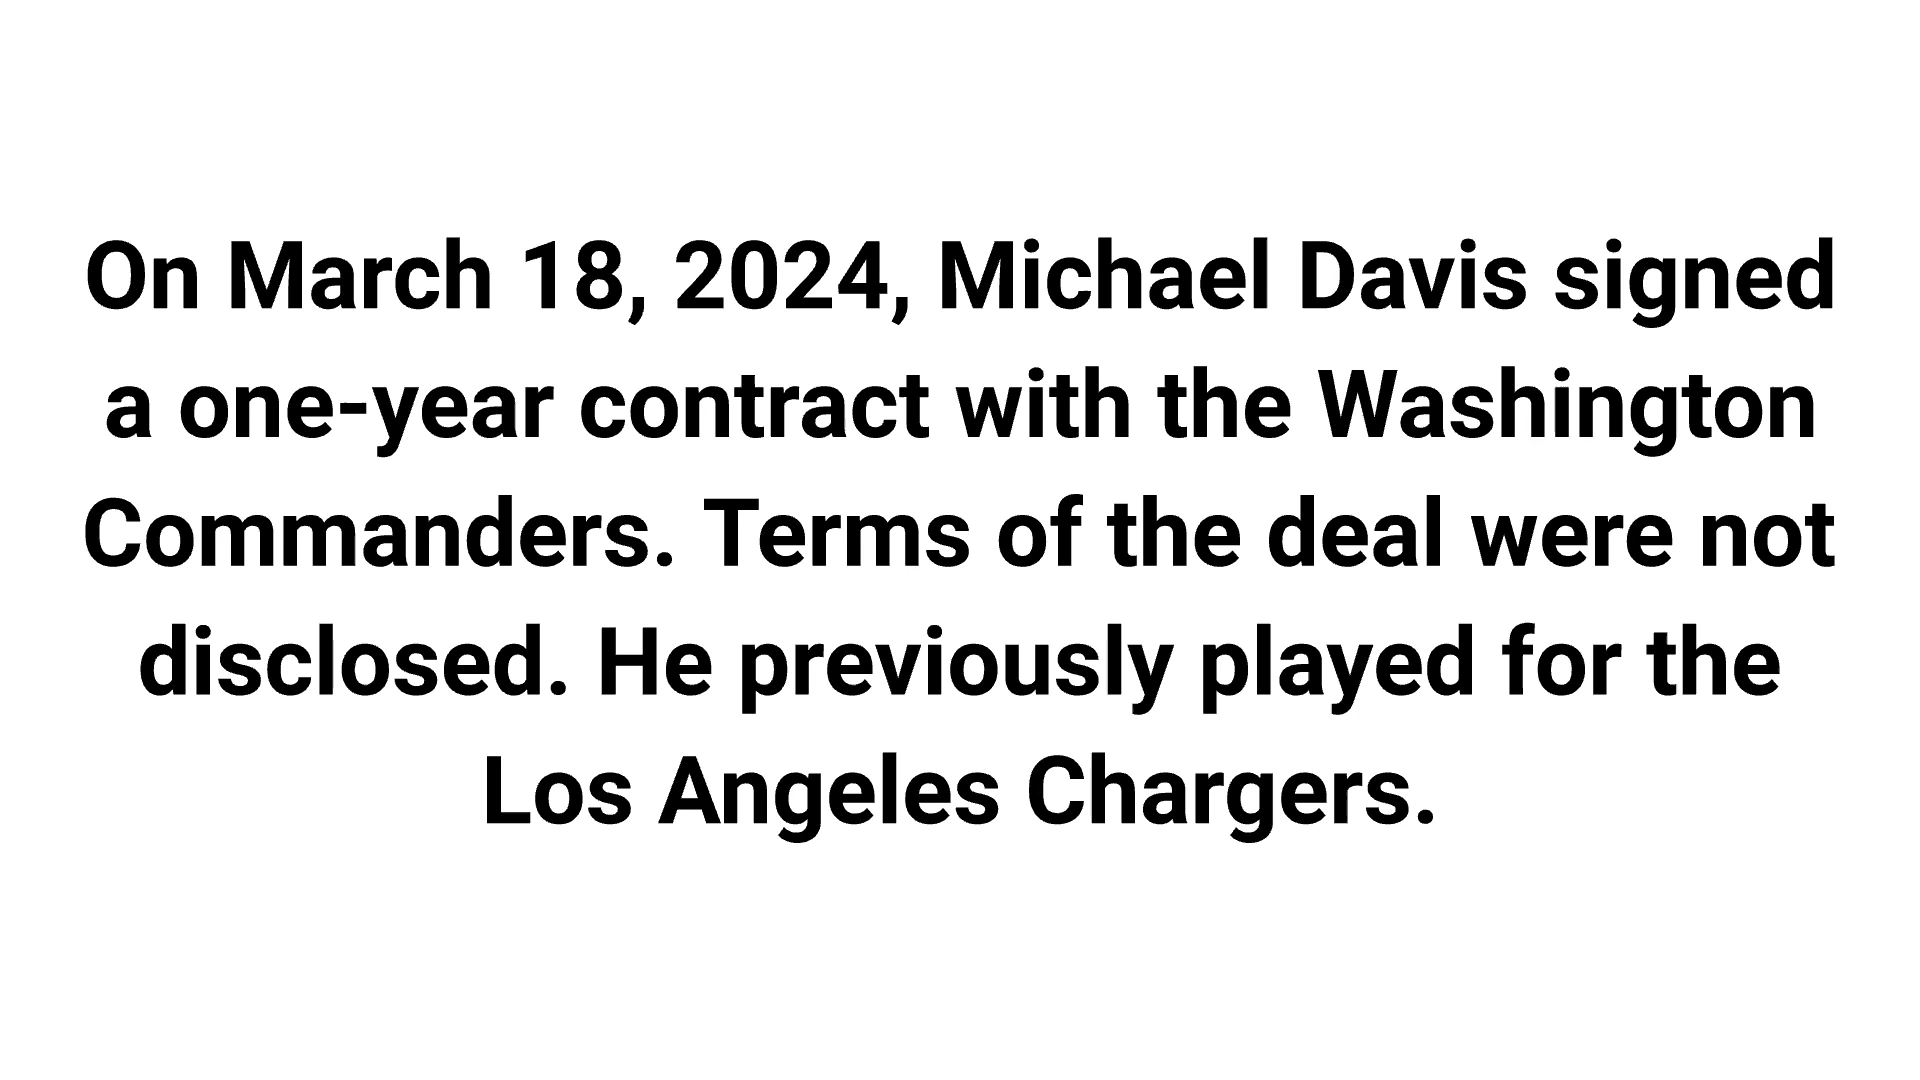 On March 18, 2024, Michael Davis signed
a one-year contract with the Washington
Commanders. Terms of the deal were not
disclosed. He previously played for the
Los Angeles Chargers.